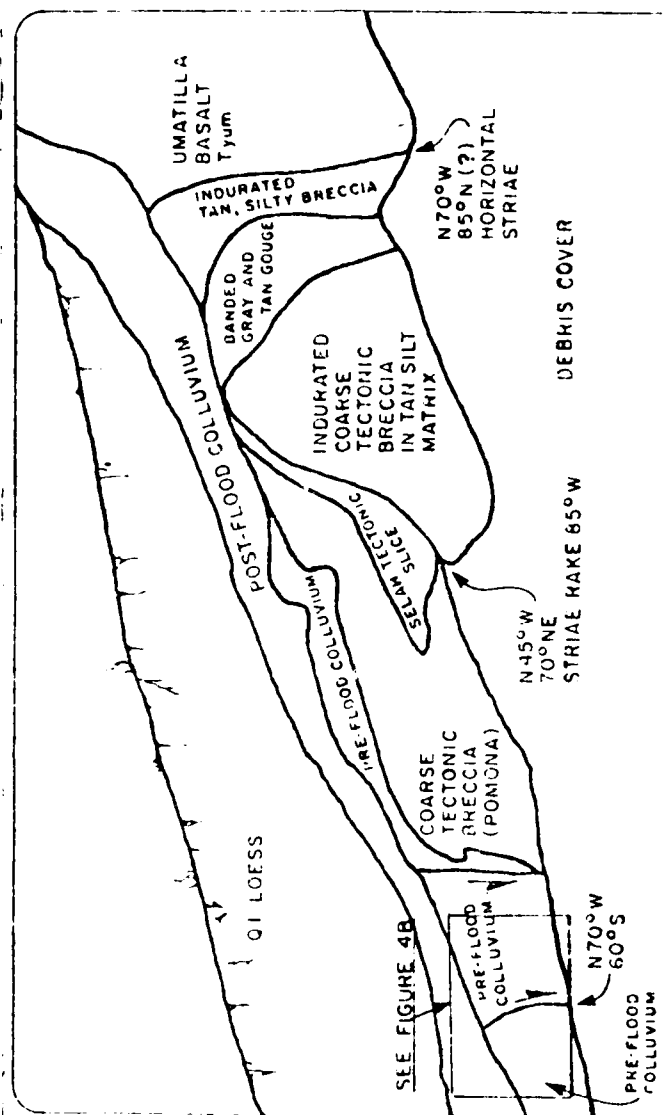 UMATILLA
BASALT
Tyum
INDURATED
TAN, SILTY BRECCIA
BANDED
GRAY AND
TAN GOUGE
N70°W
85°N (?)
HORIZONTAL
STRIAE
DEBRIS COVER
POST-FLOOD COLLUVIUM
INDURATED
COARSE
TECTONIC
BRECCIA
IN TAN SILT
MATRIX
SELAH TECTONIC
SLICE
N45°W
70°NE
STRIAE RAKE 85°W
PRE-FLOOD COLLUVIUM
COARSE
TECTONIC
BRECCIA
(POMONA)
QI LOESS
SEE FIGURE 4B
PRE-FLOOD
COLLUVIUM
N70°W
60°S
PRE-FLOOD
COLLUVIUM